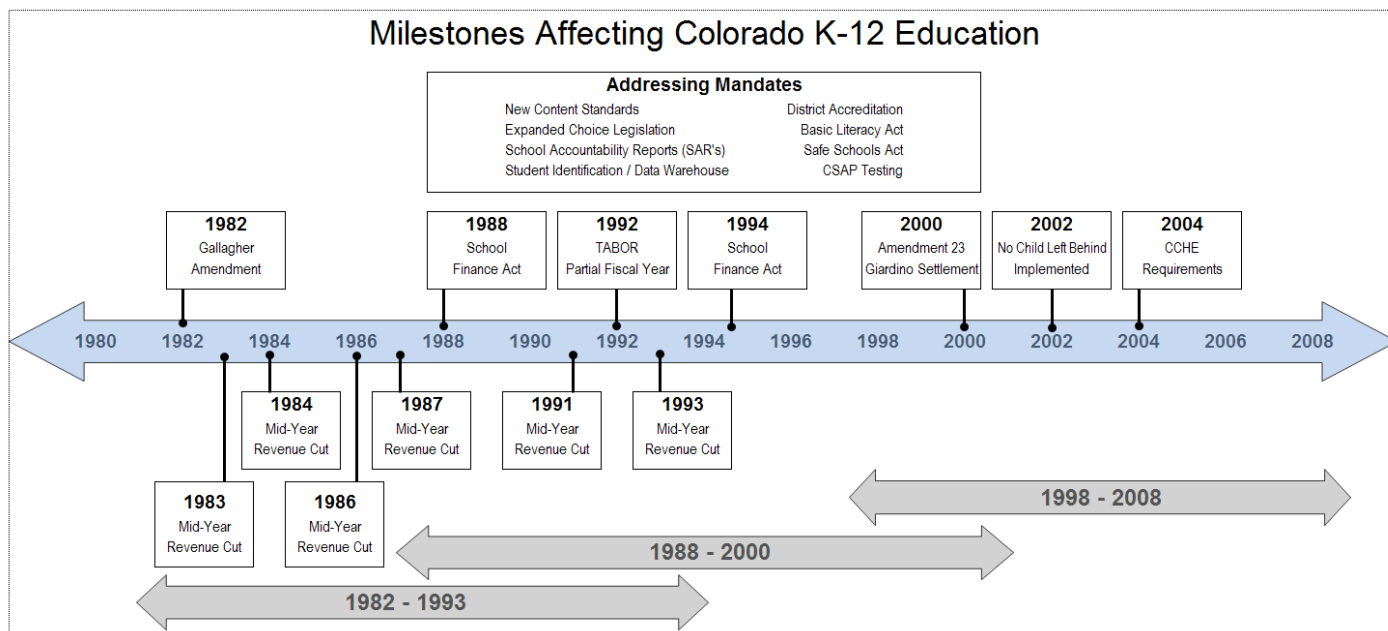 Milestones Affecting Colorado K-12 Education
Addressing Mandates
New Content Standards
District Accreditation
Expanded Choice Legislation
Basic Literacy Act
School Accountability Reports (SAR's)
Safe Schools Act
Student Identification / Data Warehouse
CSAP Testing
1982
Gallagher
Amendment
1988
School
Finance Act
1992
TABOR
Partial Fiscal Year
1994
School
Finance Act
2000
Amendment 23
Giardino Settlement
2002
No Child Left Behind
Implemented
2004
CCHE
Requirements
1980
1982
1984
1986
1988
1990
1992
1994
1996
1998
2000
2002
2004
2006
2008
1984
Mid-Year
Revenue Cut
1987
Mid-Year
Revenue Cut
1991
Mid-Year
Revenue Cut
1993
Mid-Year
Revenue Cut
1983
Mid-Year
Revenue Cut
1986
Mid-Year
Revenue Cut
1998 - 2008
1988 - 2000
1982 - 1993